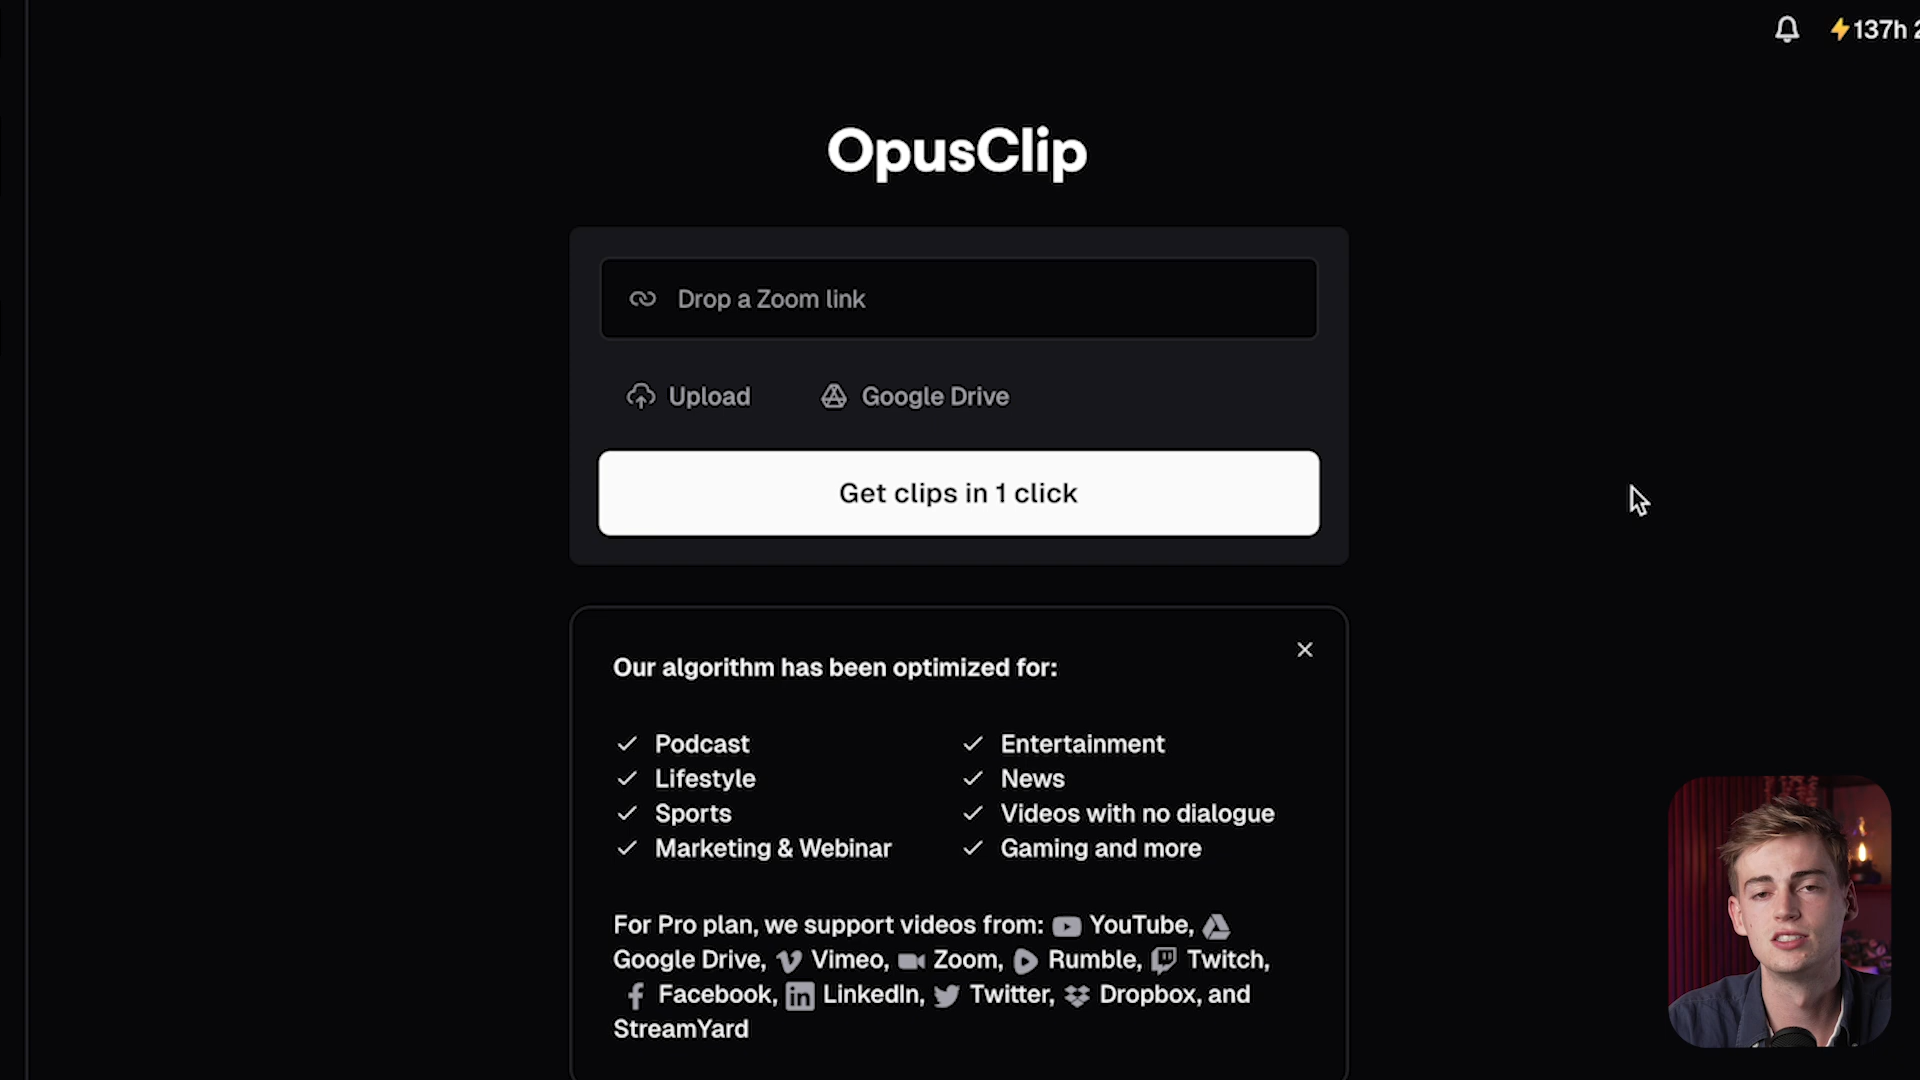 137h
OpusClip
Drop a Zoom link
Upload
Google Drive
Get clips in 1 click
Our algorithm has been optimized for:
Podcast
Entertainment
Lifestyle
News
Sports
Videos with no dialogue
Marketing & Webinar
Gaming and more
For Pro plan, we support videos from: YouTube,
Google Drive, Vimeo, Zoom, Rumble, Twitch,
Facebook, LinkedIn, Twitter, Dropbox, and
StreamYard